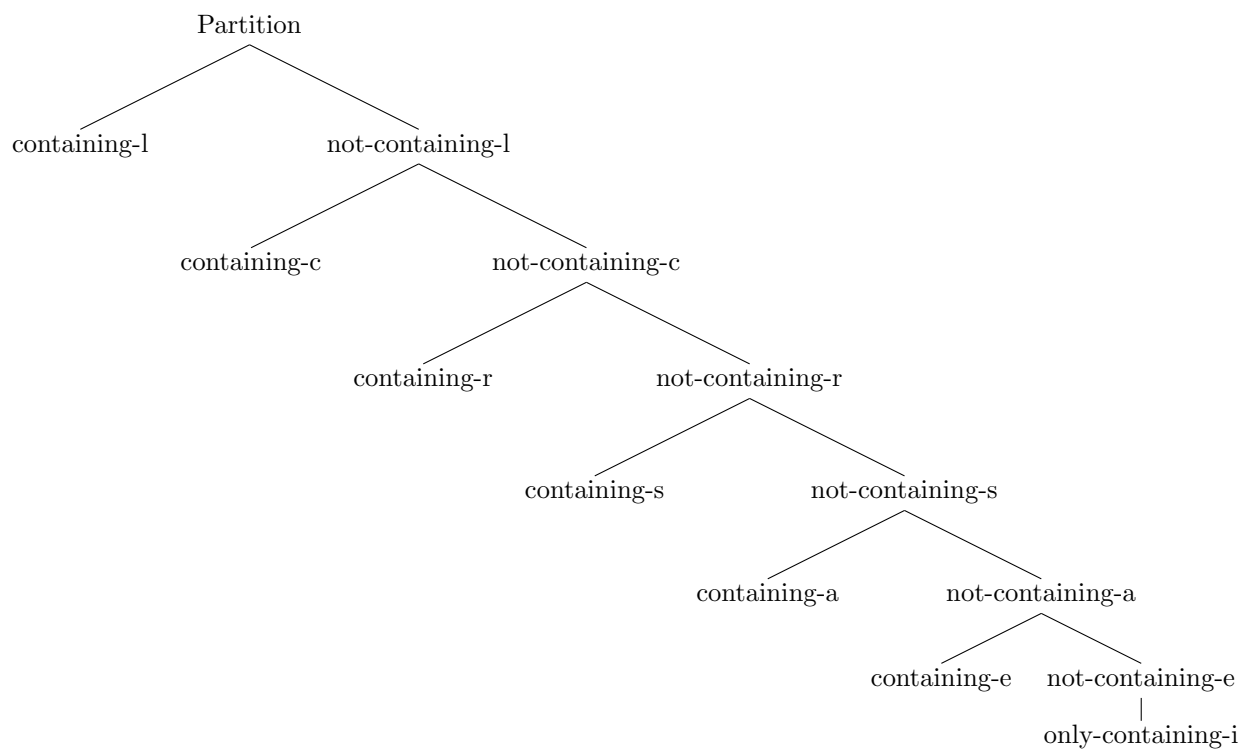 Partition
containing-l not-containing-l
containing-c not-containing-c
containing-r not-containing-r
containing-s not-containing-s
containing-a not-containing-a
containing-e not-containing-e
only-containing-i